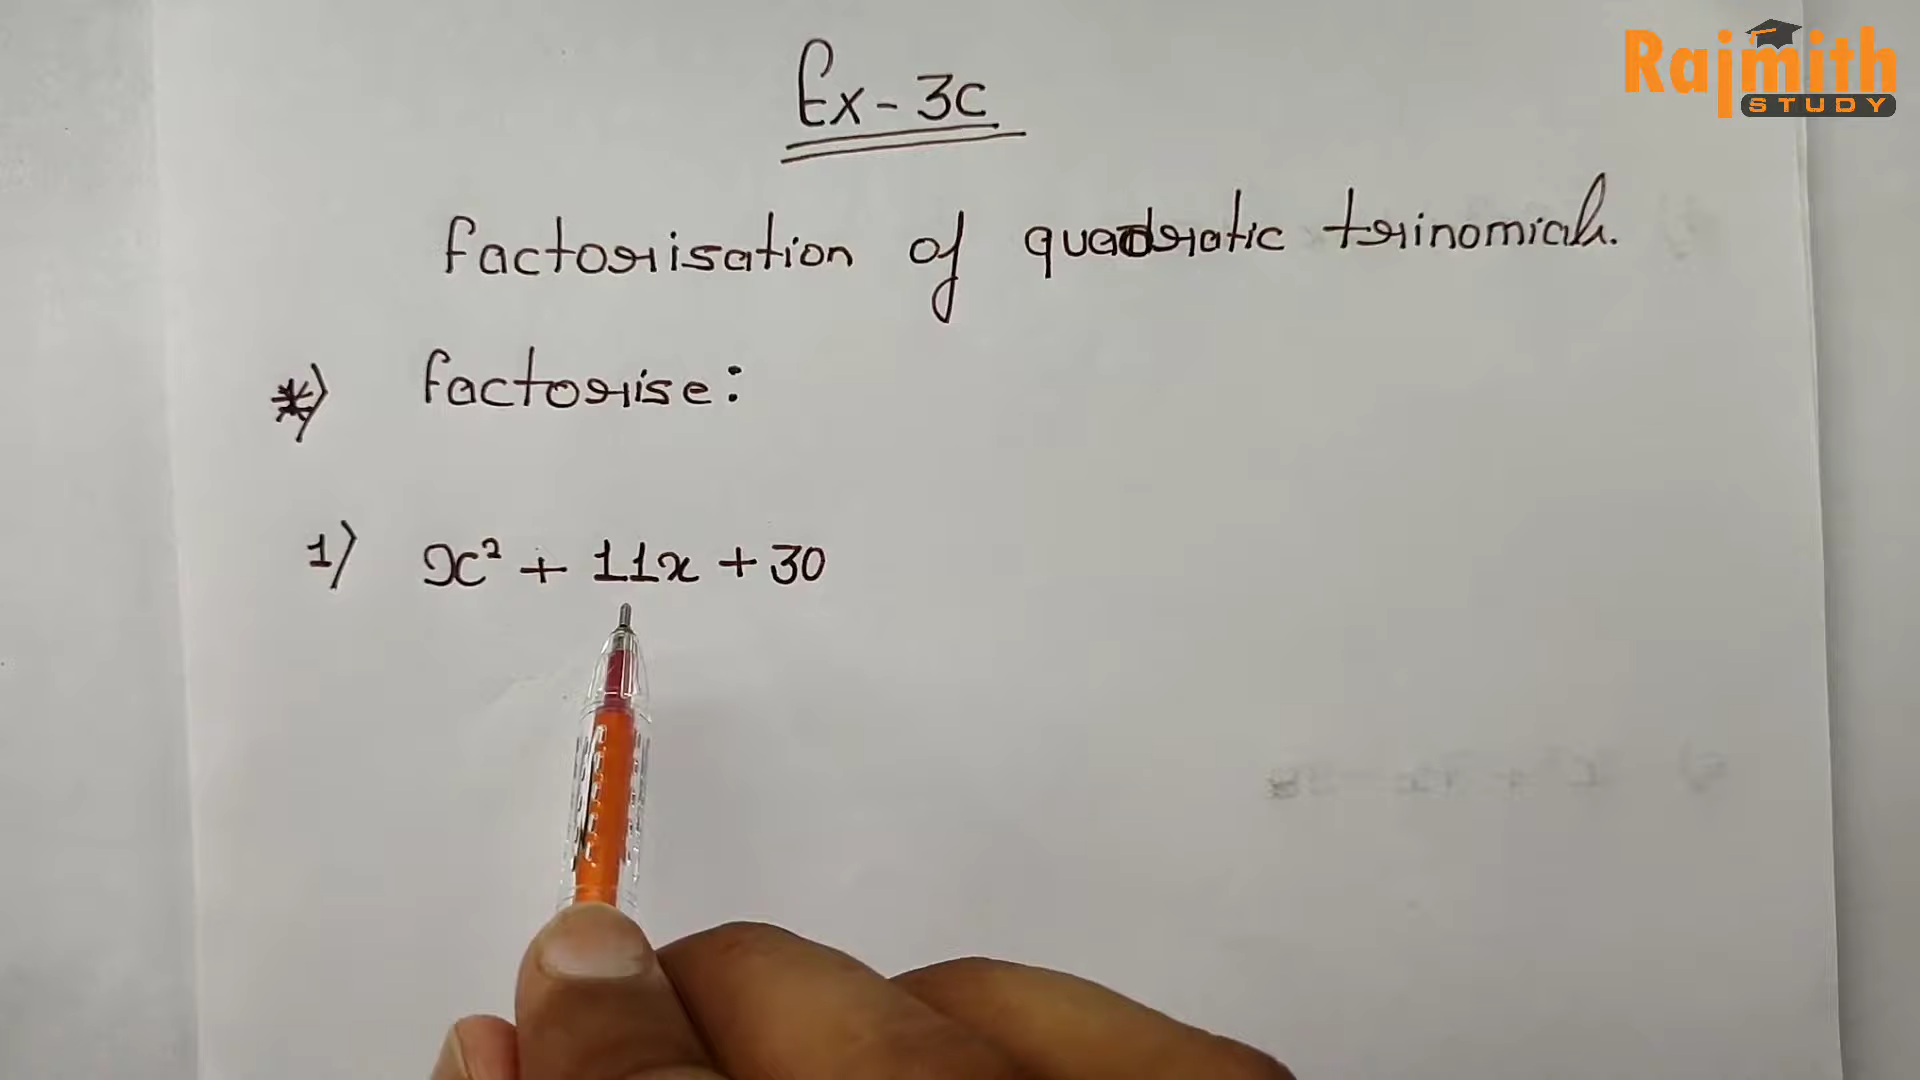 Rajmith
STUDY
Ex - 3C
factorisation of quadratic trinomials.
*) factorise:
1) x² + 11x + 30